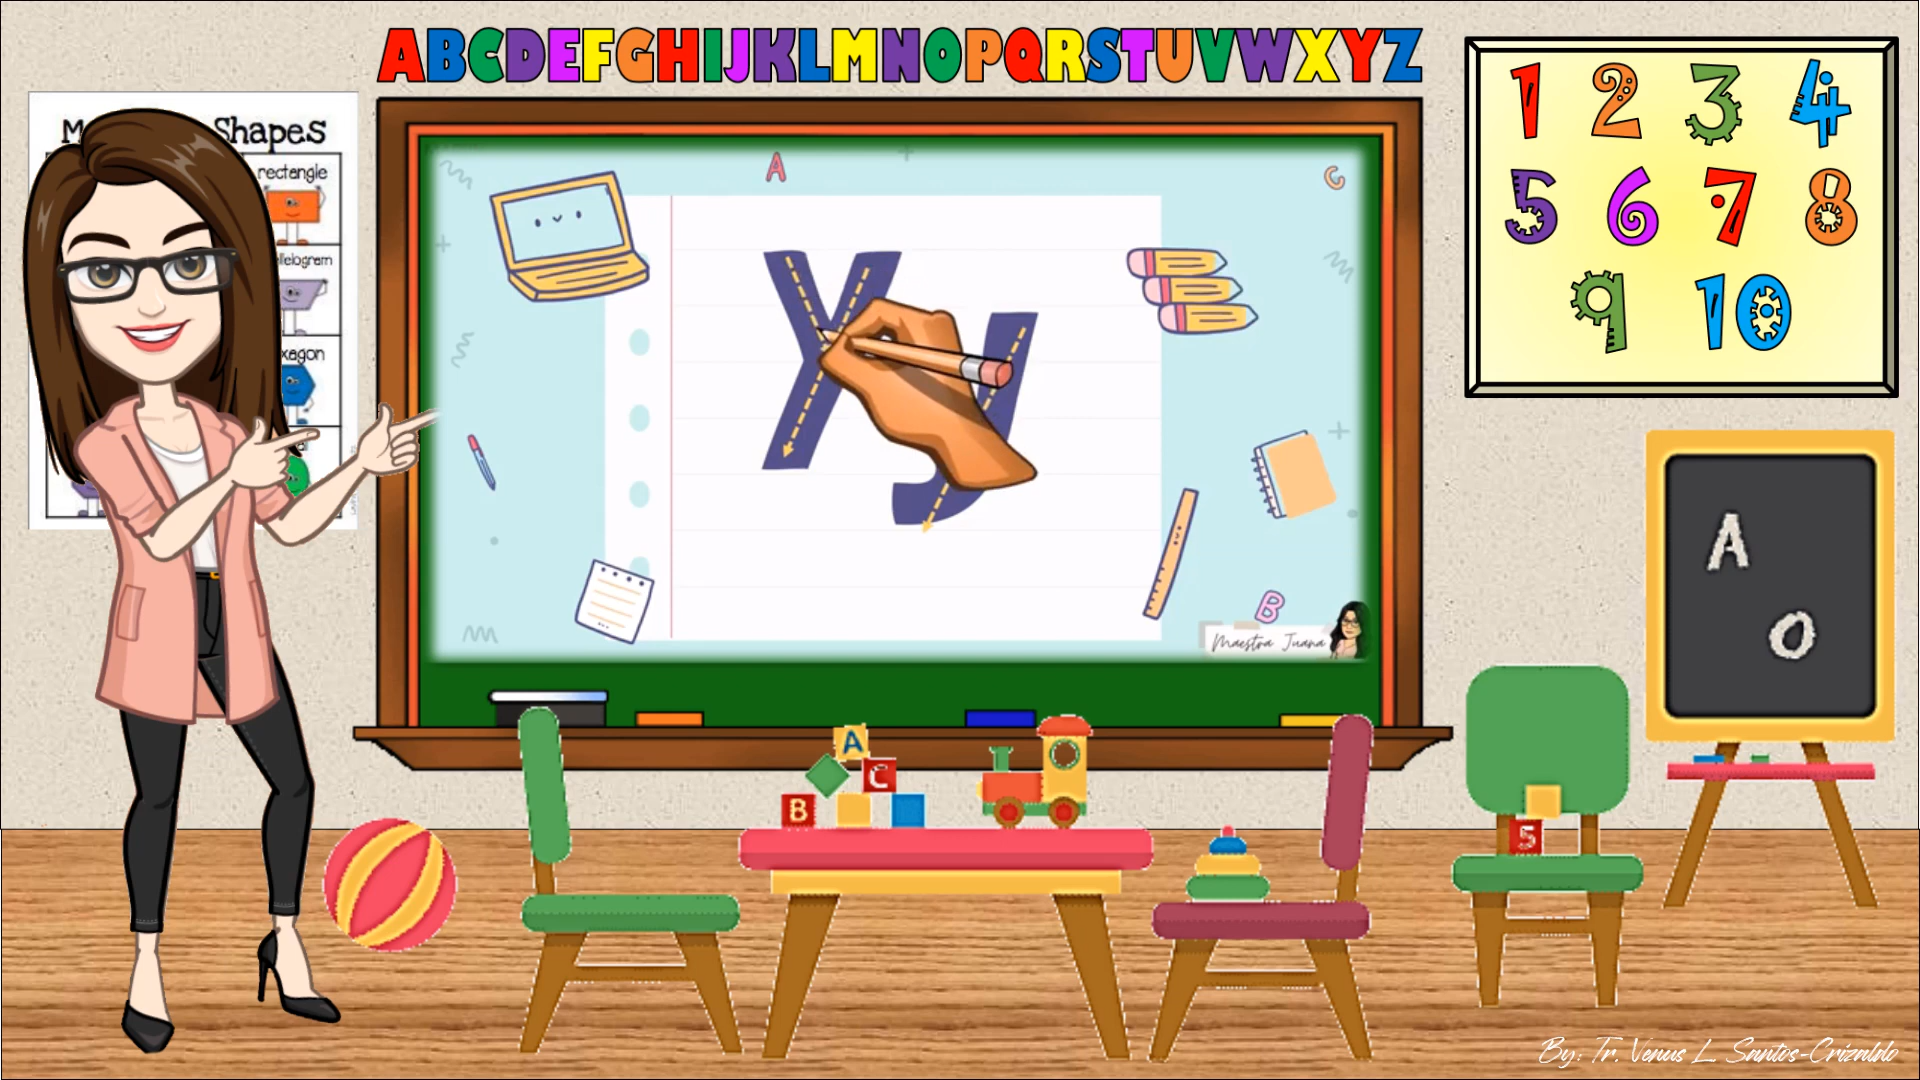 ABCDEFGHIJKLMNOPQRSTUVWXYZ
1 2 3 4
5 6 7 8
9 10
Shapes
rectangle
A
C
B
Maestra Juana
A
O
A
C
B
5
By: Tr. Venus L. Santos-Crizaldo